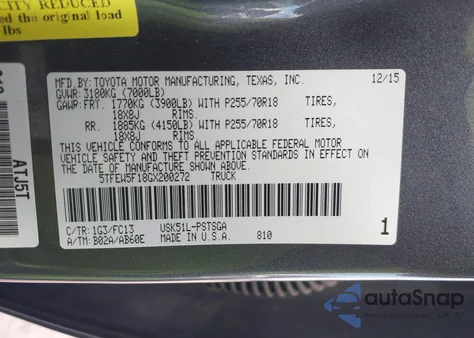 CITY REDUCED
d the original load
lbs
ATJ5T
MFD. BY: TOYOTA MOTOR MANUFACTURING, TEXAS, INC. 12/15
GVWR: 3180KG (7000LB)
GAWR: FRT. 1770KG (3900LB) WITH P255/70R18 TIRES,
18X8J RIMS
RR. 1885KG (4150LB) WITH P255/70R18 TIRES,
18X8J RIMS
THIS VEHICLE CONFORMS TO ALL APPLICABLE FEDERAL MOTOR
VEHICLE SAFETY AND THEFT PREVENTION STANDARDS IN EFFECT
ON THE DATE OF MANUFACTURE SHOWN ABOVE.
5TFEW5F18GX200272 TRUCK
C/TR: 1G3/FC13 USK51L-PSTSGA
A/TM: B02A/AB60E MADE IN U.S.A. 810 1
autoSnap